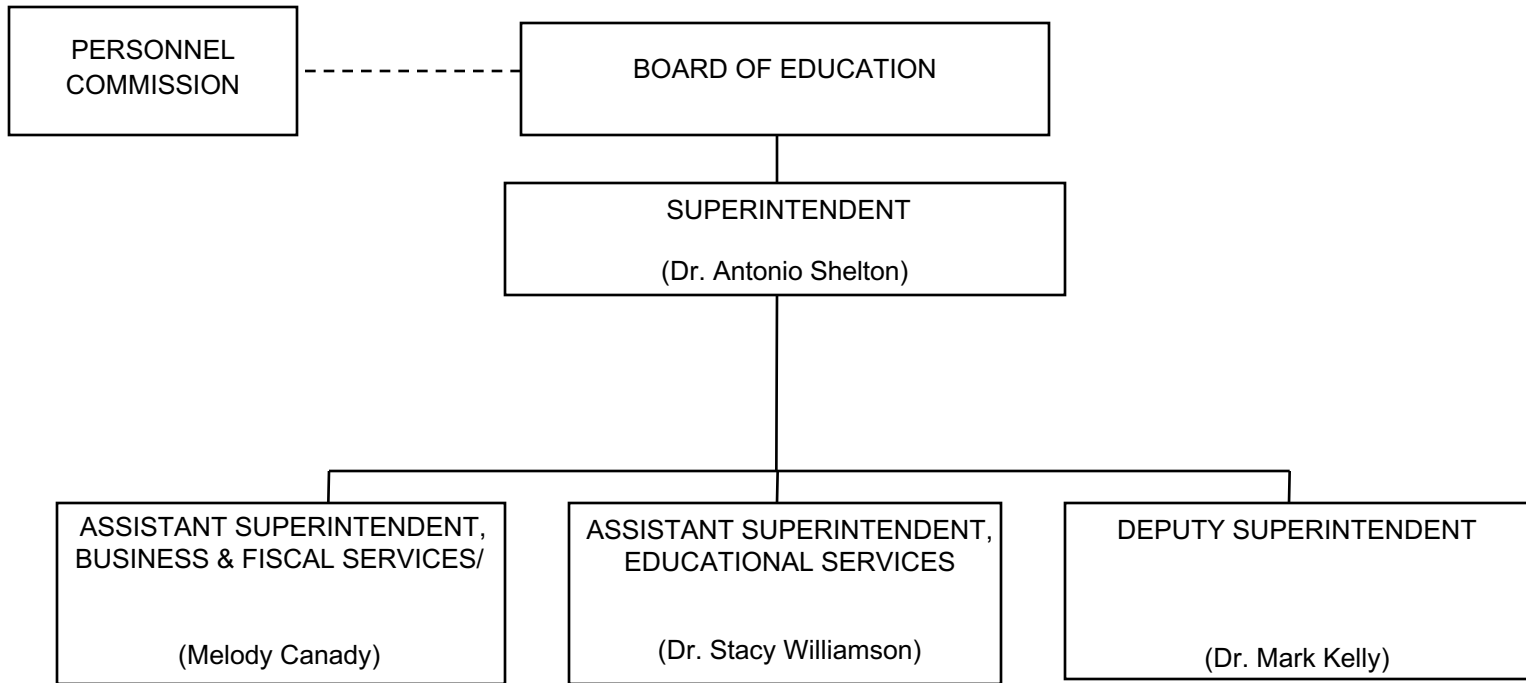 PERSONNEL
COMMISSION
BOARD OF EDUCATION
SUPERINTENDENT
(Dr. Antonio Shelton)
ASSISTANT SUPERINTENDENT,
BUSINESS & FISCAL SERVICES/
(Melody Canady)
ASSISTANT SUPERINTENDENT,
EDUCATIONAL SERVICES
(Dr. Stacy Williamson)
DEPUTY SUPERINTENDENT
(Dr. Mark Kelly)